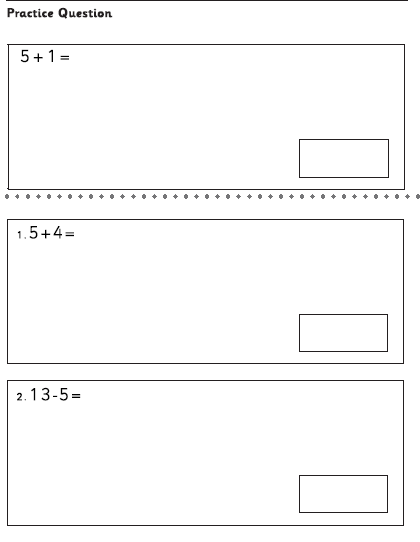 Practice Question
5 + 1 =
1. 5 + 4 =
2. 13 - 5 =